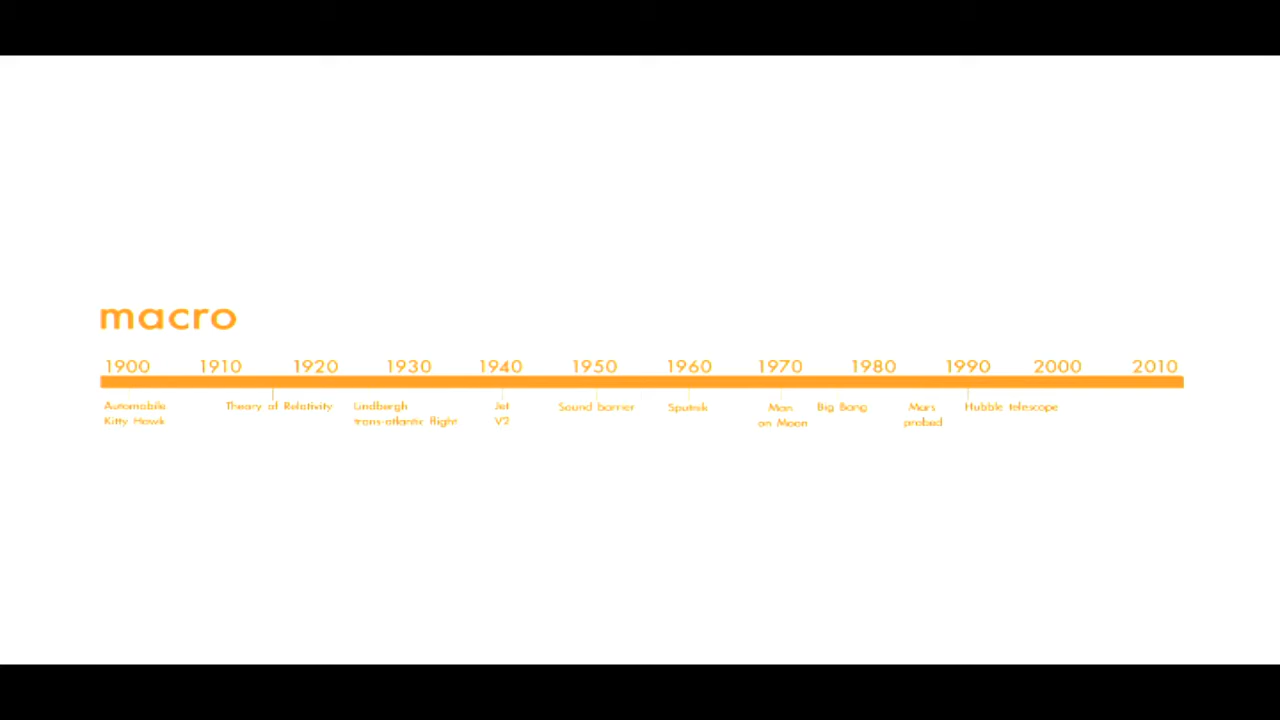 macro
1900 1910 1920 1930 1940 1950 1960 1970 1980 1990 2000 2010
Automobile Theory of Relativity Lindbergh Jet Sound barrier Sputnik Man Big Bang Mars Hubble telescope
Kitty Hawk trans-atlantic flight V2 on Moon probed